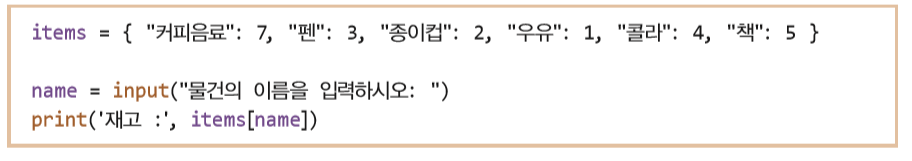 items = { "커피음료": 7, "펜": 3, "종이컵": 2, "우유": 1, "콜라": 4, "책": 5 }
name = input("물건의 이름을 입력하시오: ")
print('재고 :', items[name])